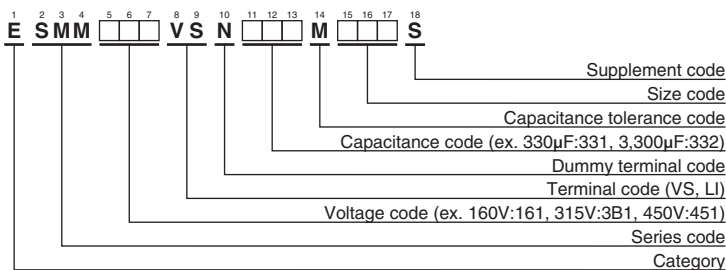 1 2 3 4 5 6 7 8 9 10 11 12 13 14 15 16 17 18
E S M M V S N M S
Supplement code
Size code
Capacitance tolerance code
Capacitance code (ex. 330µF:331, 3,300µF:332)
Dummy terminal code
Terminal code (VS, LI)
Voltage code (ex. 160V:161, 315V:3B1, 450V:451)
Series code
Category